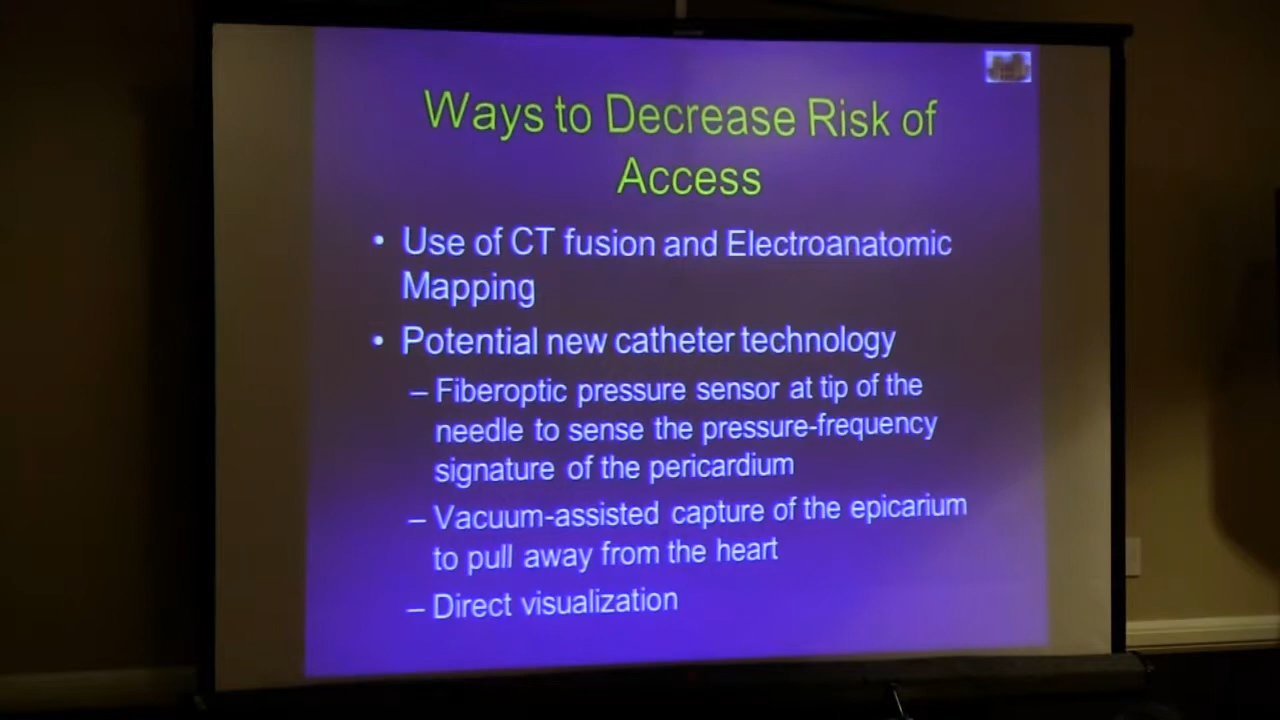 Ways to Decrease Risk of
Access
• Use of CT fusion and Electroanatomic
Mapping
• Potential new catheter technology
– Fiberoptic pressure sensor at tip of the
needle to sense the pressure-frequency
signature of the pericardium
– Vacuum-assisted capture of the epicarium
to pull away from the heart
– Direct visualization